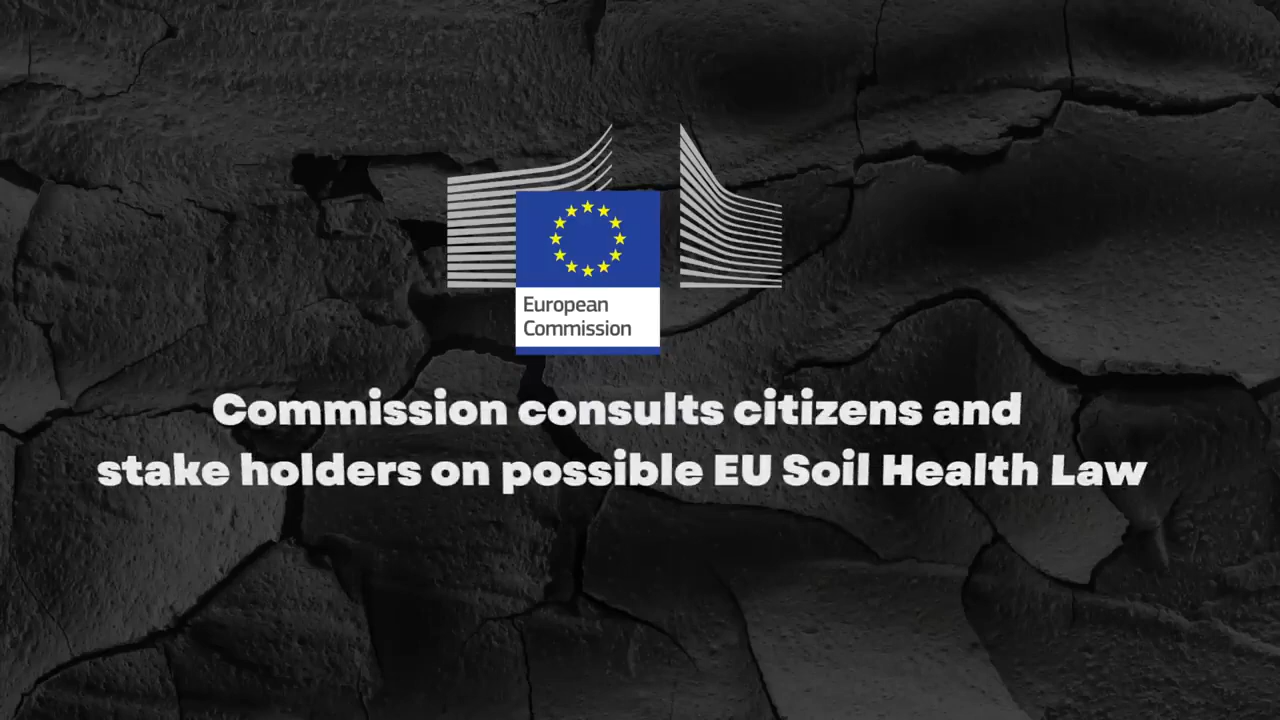 European
Commission
Commission consults citizens and
stake holders on possible EU Soil Health Law